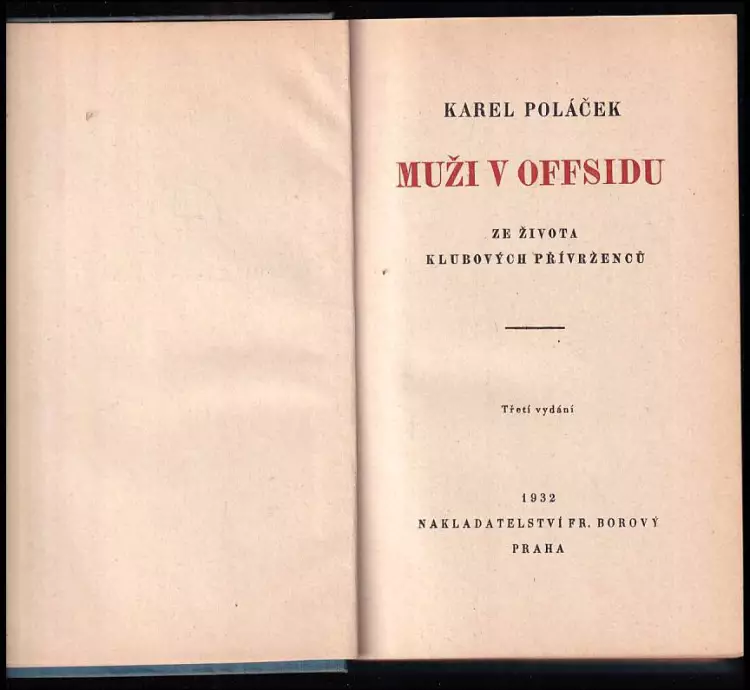 KAREL POLÁČEK
MUŽI V OFFSIDU
ZE ŽIVOTA
KLUBOVÝCH PŘÍVRŽENCŮ
Třetí vydání
1932
NAKLADATELSTVÍ FR. BOROVÝ
PRAHA